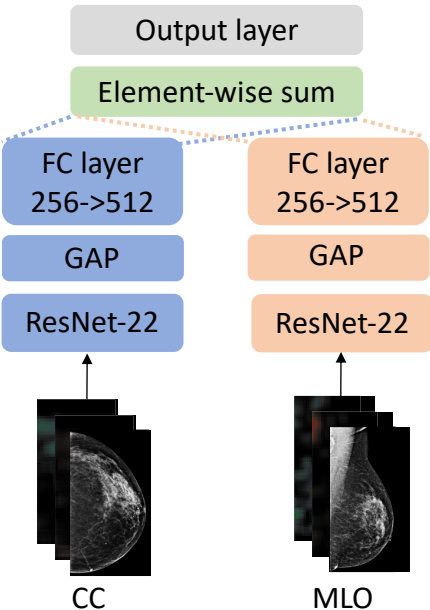 Output layer
Element-wise sum
FC layer
256->512
FC layer
256->512
GAP
GAP
ResNet-22
ResNet-22
CC
MLO